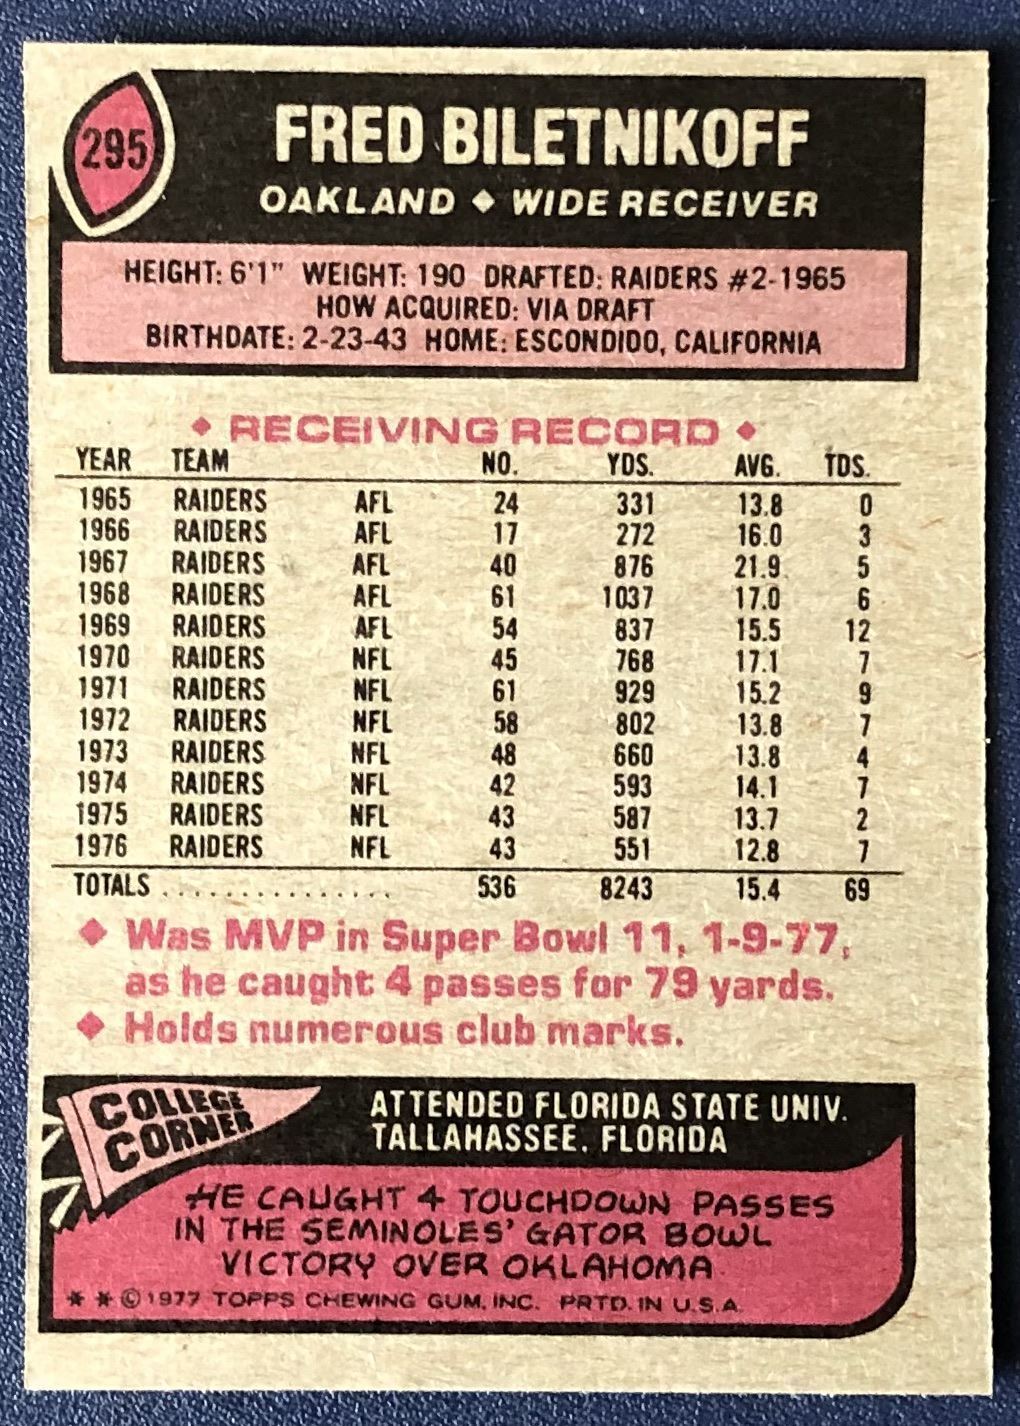 295
FRED BILETNIKOFF
OAKLAND ◆ WIDE RECEIVER
HEIGHT: 6'1" WEIGHT: 190 DRAFTED: RAIDERS #2-1965
HOW ACQUIRED: VIA DRAFT
BIRTHDATE: 2-23-43 HOME: ESCONDIDO, CALIFORNIA
◆ RECEIVING RECORD ◆
YEAR TEAM NO. YDS. AVG. TDS.
1965 RAIDERS AFL 24 331 13.8 0
1966 RAIDERS AFL 17 272 16.0 3
1967 RAIDERS AFL 40 876 21.9 5
1968 RAIDERS AFL 61 1037 17.0 6
1969 RAIDERS AFL 54 837 15.5 12
1970 RAIDERS NFL 45 768 17.1 7
1971 RAIDERS NFL 61 929 15.2 9
1972 RAIDERS NFL 58 802 13.8 7
1973 RAIDERS NFL 48 660 13.8 4
1974 RAIDERS NFL 42 593 14.1 7
1975 RAIDERS NFL 43 587 13.7 2
1976 RAIDERS NFL 43 551 12.8 7
TOTALS ............... 536 8243 15.4 69
◆ Was MVP in Super Bowl 11, 1-9-77,
as he caught 4 passes for 79 yards.
◆ Holds numerous club marks.
COLLEGE
CORNER
ATTENDED FLORIDA STATE UNIV.
TALLAHASSEE, FLORIDA
HE CAUGHT 4 TOUCHDOWN PASSES
IN THE SEMINOLES' GATOR BOWL
VICTORY OVER OKLAHOMA
* * © 1977 TOPPS CHEWING GUM, INC. PRTD. IN U.S.A.